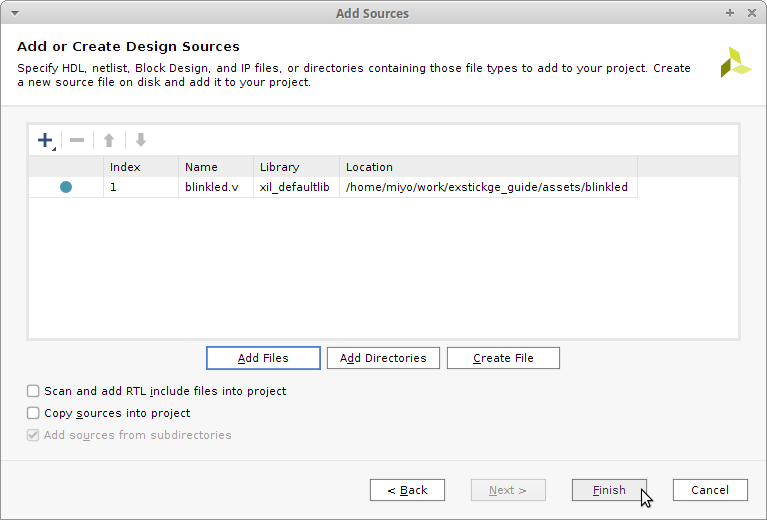 Add Sources
Add or Create Design Sources
Specify HDL, netlist, Block Design, and IP files, or directories containing those file types to add to your project. Create
a new source file on disk and add it to your project.
Index Name Library Location
1 blinkled.v xil_defaultlib /home/miyo/work/exstickge_guide/assets/blinkled
Add Files Add Directories Create File
Scan and add RTL include files into project
Copy sources into project
Add sources from subdirectories
< Back Next > Finish Cancel